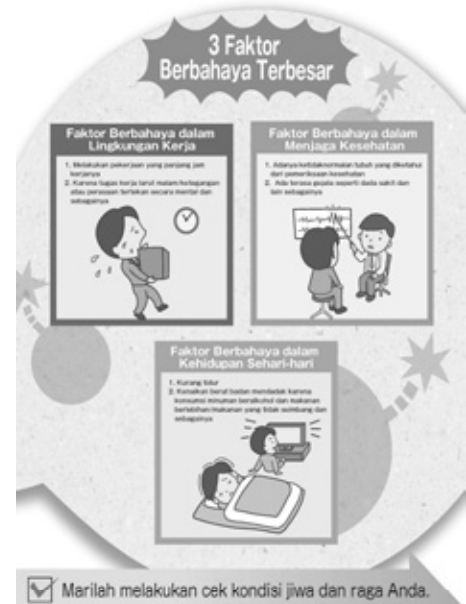 3 Faktor
Berbahaya Terbesar
Faktor Berbahaya dalam
Lingkungan Kerja
1. Melakukan pekerjaan yang panjang jam
kerjanya
2. Karena tugas kerja larut malam/ketegangan
atau perasaan tertekan secara mental dan
sebagainya
Faktor Berbahaya dalam
Menjaga Kesehatan
1. Adanya ketidaknormalan tubuh yang diketahui
dari pemeriksaan kesehatan
2. Ada terasa gejala seperti dada sakit dan
lain sebagainya
Faktor Berbahaya dalam
Kehidupan Sehari-hari
1. Kurang tidur
2. Kenaikan berat badan mendadak karena
konsumsi minuman beralkohol dan makanan
berlebihan/makanan yang tidak seimbang dan
sebagainya
Marilah melakukan cek kondisi jiwa dan raga Anda.